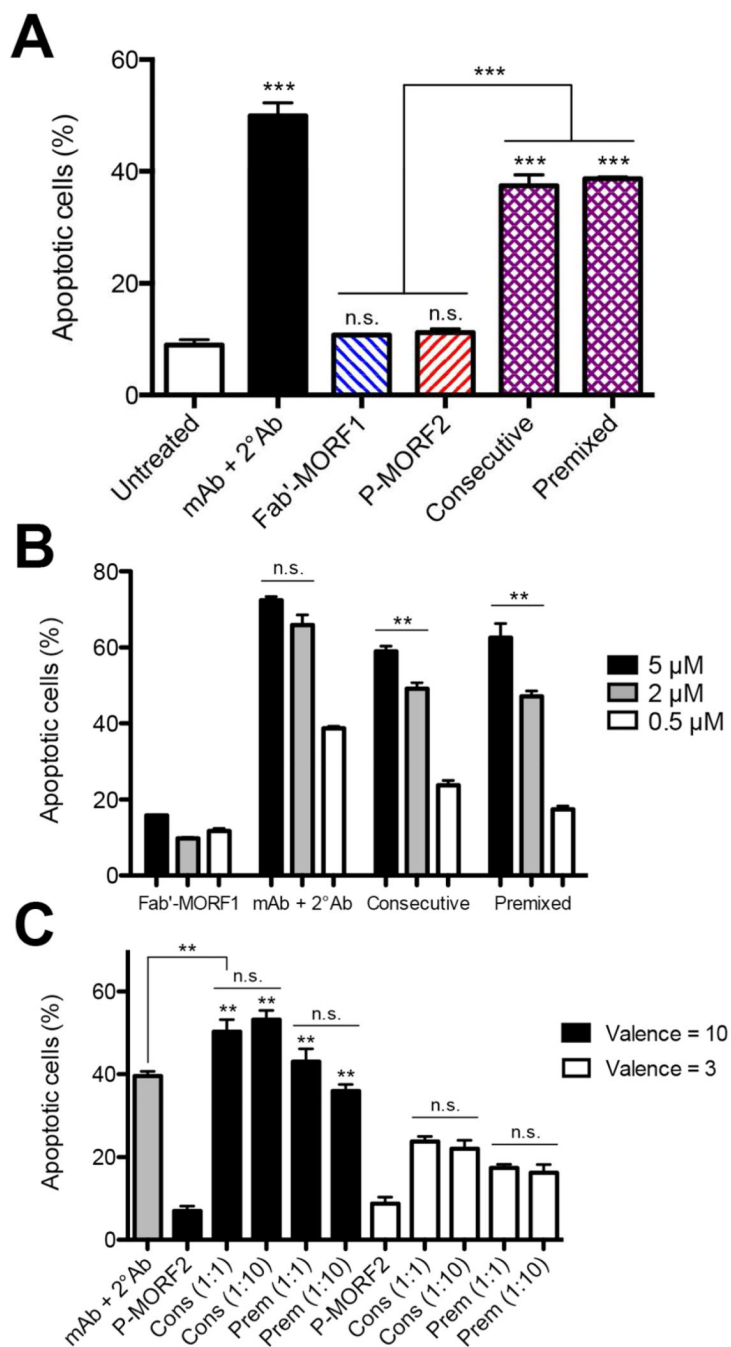 A
Apoptotic cells (%)
60
40
20
0
***
***
***
***
n.s.
n.s.
Untreated
mAb + 2°Ab
Fab'-MORF1
P-MORF2
Consecutive
Premixed
B
Apoptotic cells (%)
80
60
40
20
0
n.s.
**
**
5 µM
2 µM
0.5 µM
Fab'-MORF1
mAb + 2°Ab
Consecutive
Premixed
C
Apoptotic cells (%)
60
40
20
0
**
n.s.
**
**
n.s.
**
**
n.s.
n.s.
Valence = 10
Valence = 3
mAb + 2°Ab
P-MORF2
Cons (1:1)
Cons (1:10)
Prem (1:1)
Prem (1:10)
P-MORF2
Cons (1:1)
Cons (1:10)
Prem (1:1)
Prem (1:10)